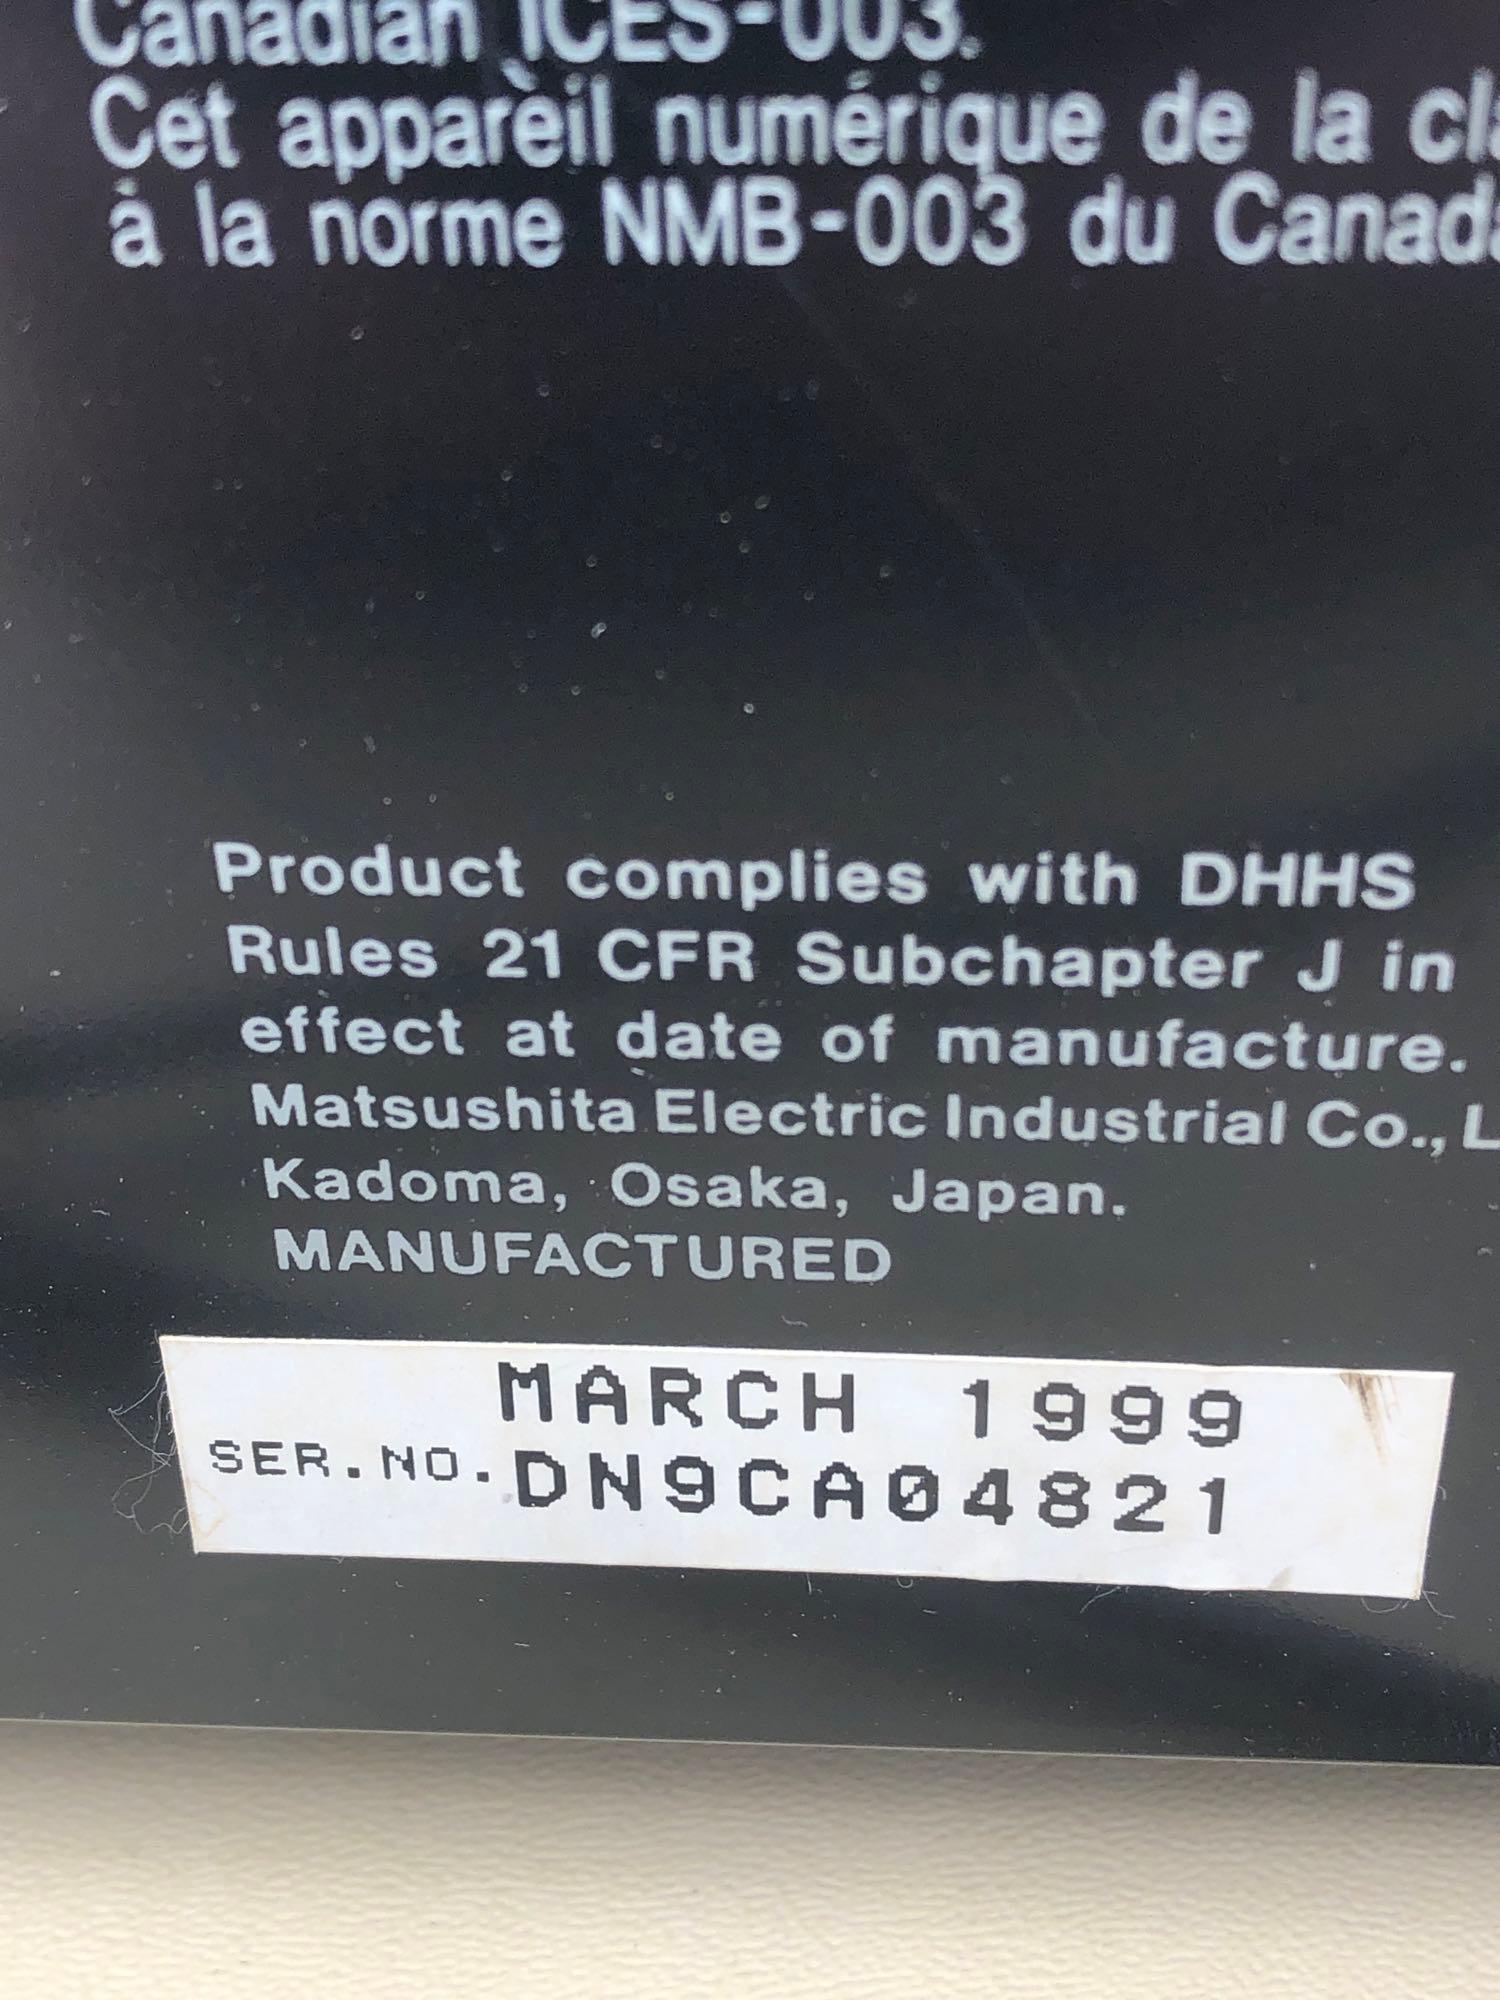 Canadian ICES-003.
Cet appareil numérique de la cl
à la norme NMB-003 du Canad
Product complies with DHHS
Rules 21 CFR Subchapter J in
effect at date of manufacture.
Matsushita Electric Industrial Co., L
Kadoma, Osaka, Japan.
MANUFACTURED
MARCH 1999
SER.NO. DN9CA04821